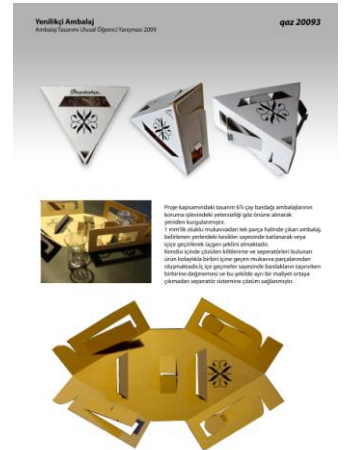 Yenilikçi Ambalaj
Ambalaj Tasarımı Ulusal Öğrenci Yarışması 2009
qaz 20093
Paşabahçe
Proje kapsamındaki tasarım 6'lı çay bardağı ambalajlarının
koruma işlevindeki yetersizliği göz önüne alınarak
yeniden kurgulanmıştır.
1 mm'lik oluklu mukavvadan tek parça halinde çıkan ambalaj,
belirlenen yerlerdeki kesikler sayesinde katlanarak veya
içiçe geçirilerek üçgen şeklini almaktadır.
Kendisi içinde çözülen kilitlenme ve seperatörleri bulunan
ürün kolaylıkla birbiri içine geçen mukavva parçalarından
oluşmaktadır.İç içe geçmeler sayesinde bardakların taşınırken
birbirine değmemesi ve bu şekilde ayrı bir maliyet ortaya
çıkmadan seperatör sistemine çözüm sağlanmıştır.